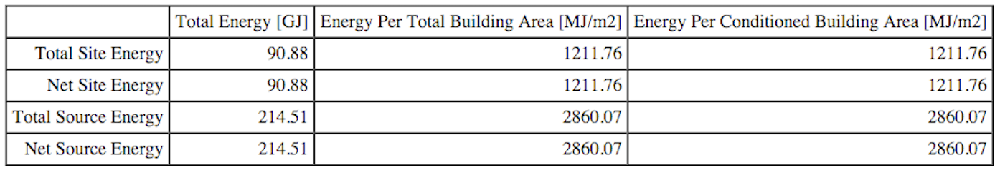 Total Energy [GJ] Energy Per Total Building Area [MJ/m2] Energy Per Conditioned Building Area [MJ/m2]
Total Site Energy 90.88 1211.76 1211.76
Net Site Energy 90.88 1211.76 1211.76
Total Source Energy 214.51 2860.07 2860.07
Net Source Energy 214.51 2860.07 2860.07